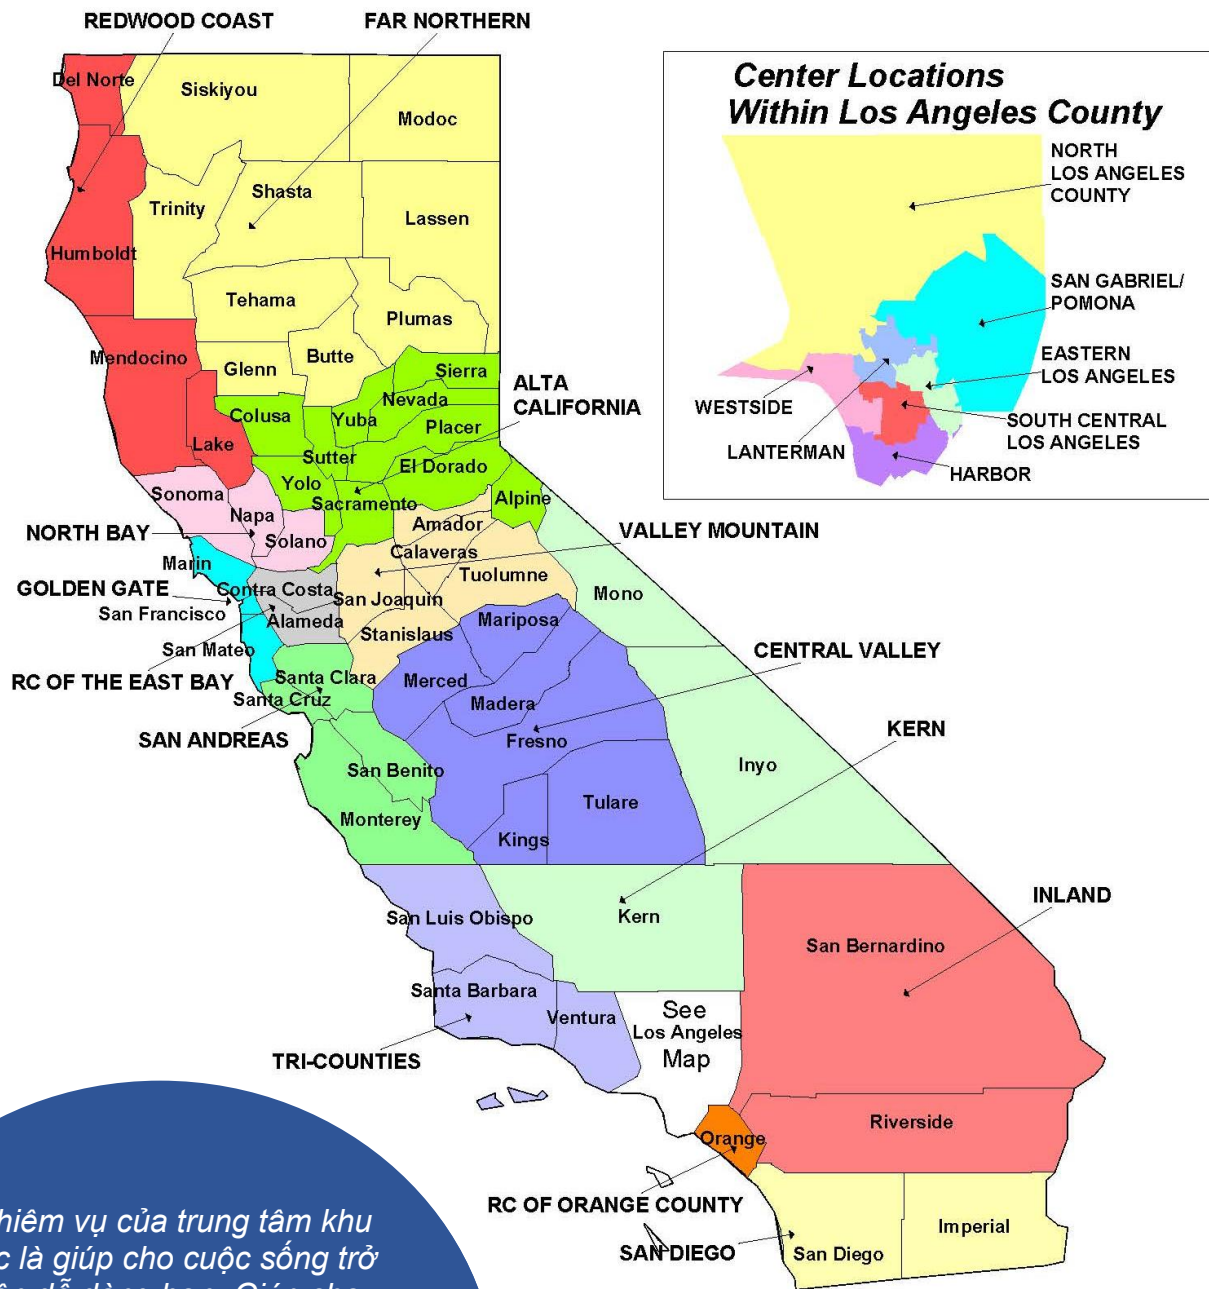 REDWOOD COAST
FAR NORTHERN
Del Norte
Siskiyou
Modoc
Trinity
Shasta
Lassen
Humboldt
Tehama
Plumas
Mendocino
Glenn
Butte
Sierra
Nevada
ALTA
CALIFORNIA
Colusa
Yuba
Placer
Lake
Sutter
El Dorado
Yolo
Sacramento
Alpine
Sonoma
Napa
Solano
Amador
NORTH BAY
Calaveras
VALLEY MOUNTAIN
Marin
Tuolumne
GOLDEN GATE
Contra Costa
San Joaquin
Mono
San Francisco
Alameda
Mariposa
Stanislaus
San Mateo
CENTRAL VALLEY
RC OF THE EAST BAY
Santa Clara
Merced
Santa Cruz
Madera
SAN ANDREAS
Fresno
KERN
San Benito
Inyo
Monterey
Tulare
Kings
INLAND
San Luis Obispo
Kern
San Bernardino
Santa Barbara
Ventura
See
Los Angeles
Map
TRI-COUNTIES
Riverside
Orange
RC OF ORANGE COUNTY
SAN DIEGO
San Diego
Imperial
Center Locations
Within Los Angeles County
NORTH
LOS ANGELES
COUNTY
SAN GABRIEL/
POMONA
EASTERN
LOS ANGELES
WESTSIDE
SOUTH CENTRAL
LOS ANGELES
LANTERMAN
HARBOR
vụ của trung tâm khu
là giúp cho cuộc sống trở